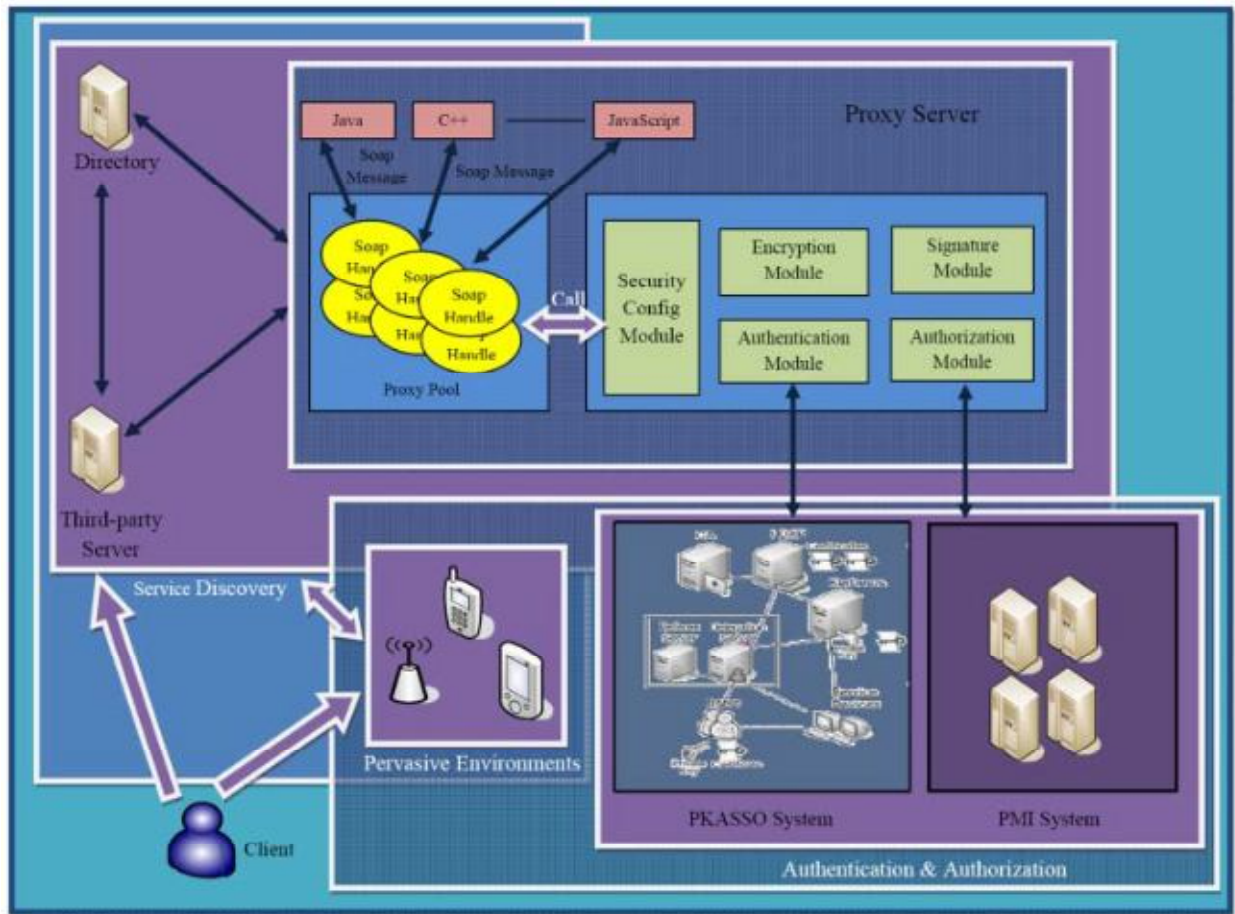 Proxy Server
Java
C++
JavaScript
Soap
Message
Soap Message
Directory
Soap
Soap
Soap
Handle
Handle
Proxy Pool
Call
Security
Config
Module
Encryption
Module
Signature
Module
Authentication
Module
Authorization
Module
Third-party
Server
Service Discovery
Pervasive Environments
Client
PKASSO System
PMI System
Authentication & Authorization